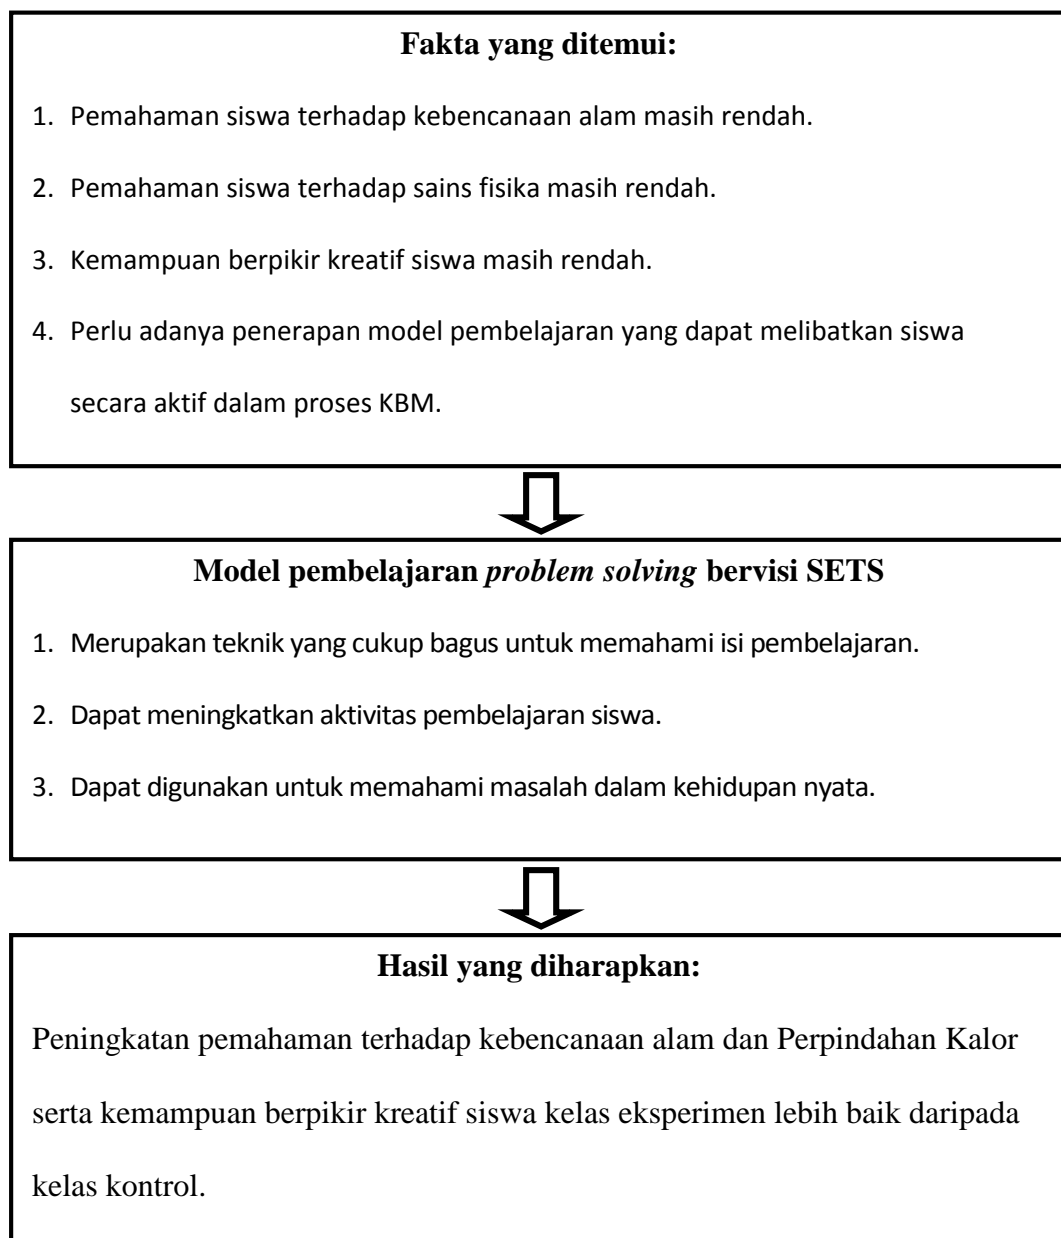 Fakta yang ditemui:
1. Pemahaman siswa terhadap kebencanaan alam masih rendah.
2. Pemahaman siswa terhadap sains fisika masih rendah.
3. Kemampuan berpikir kreatif siswa masih rendah.
4. Perlu adanya penerapan model pembelajaran yang dapat melibatkan siswa
secara aktif dalam proses KBM.
Model pembelajaran problem solving bervisi SETS
1. Merupakan teknik yang cukup bagus untuk memahami isi pembelajaran.
2. Dapat meningkatkan aktivitas pembelajaran siswa.
3. Dapat digunakan untuk memahami masalah dalam kehidupan nyata.
Hasil yang diharapkan:
Peningkatan pemahaman terhadap kebencanaan alam dan Perpindahan Kalor
serta kemampuan berpikir kreatif siswa kelas eksperimen lebih baik daripada
kelas kontrol.